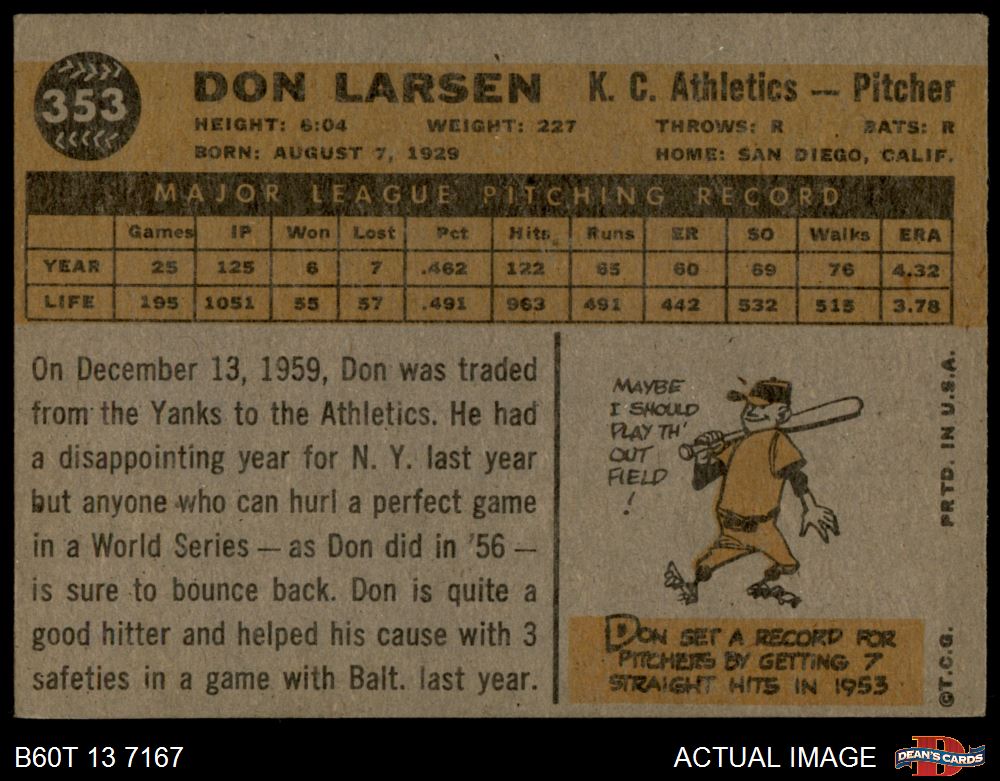 353
DON LARSEN K. C. Athletics — Pitcher
HEIGHT: 6:04 WEIGHT: 227 THROWS: R BATS: R
BORN: AUGUST 7, 1929 HOME: SAN DIEGO, CALIF.
MAJOR LEAGUE PITCHING RECORD
Games IP Won Lost Pct Hits Runs ER SO Walks ERA
YEAR 25 125 6 7 .462 122 65 60 69 76 4.32
LIFE 195 1051 55 57 .491 963 491 442 532 515 3.78
On December 13, 1959, Don was traded
from the Yanks to the Athletics. He had
a disappointing year for N. Y. last year
but anyone who can hurl a perfect game
in a World Series — as Don did in '56 —
is sure to bounce back. Don is quite a
good hitter and helped his cause with 3
safeties in a game with Balt. last year.
MAYBE
I SHOULD
PLAY TH'
OUT
FIELD
!
DON SET A RECORD FOR
PITCHERS BY GETTING 7
STRAIGHT HITS IN 1953
©T.C.G. PRTD. IN U.S.A.
B60T 13 7167 ACTUAL IMAGE
D
DEAN'S CARDS